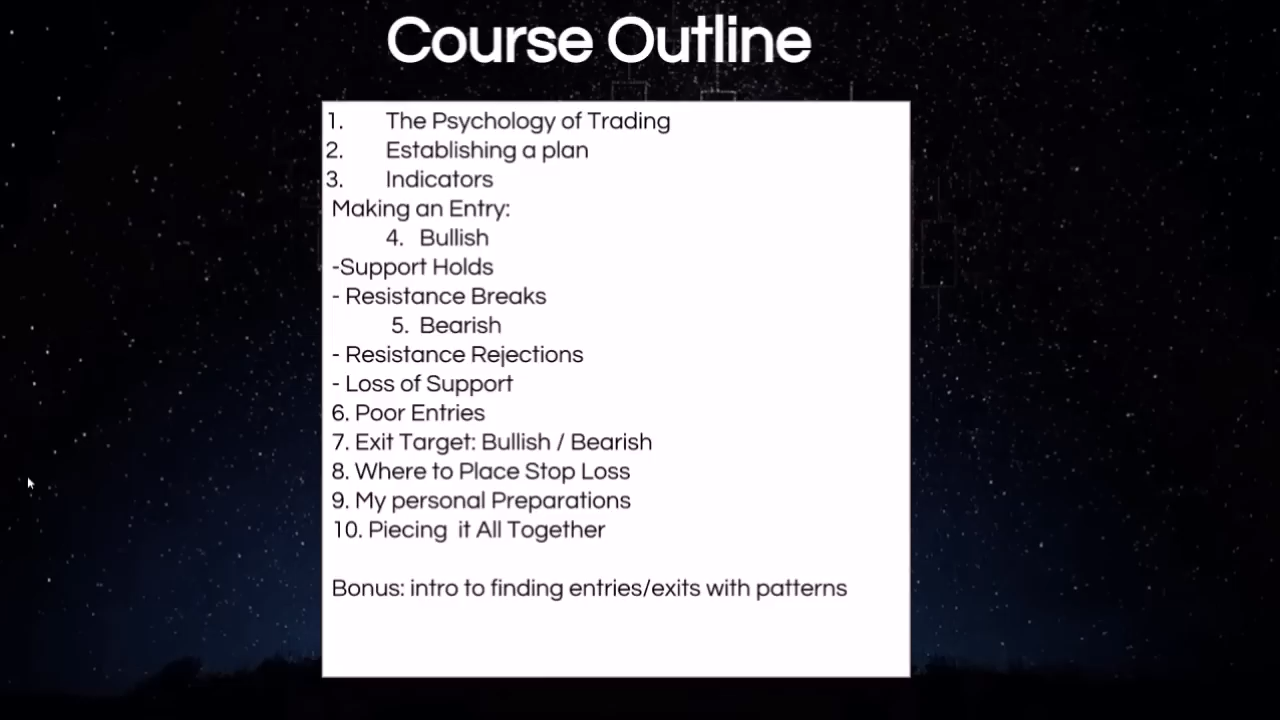 Course Outline
1. The Psychology of Trading
2. Establishing a plan
3. Indicators
Making an Entry:
4. Bullish
-Support Holds
- Resistance Breaks
5. Bearish
- Resistance Rejections
- Loss of Support
6. Poor Entries
7. Exit Target: Bullish / Bearish
8. Where to Place Stop Loss
9. My personal Preparations
10. Piecing  it All Together
Bonus: intro to finding entries/exits with patterns